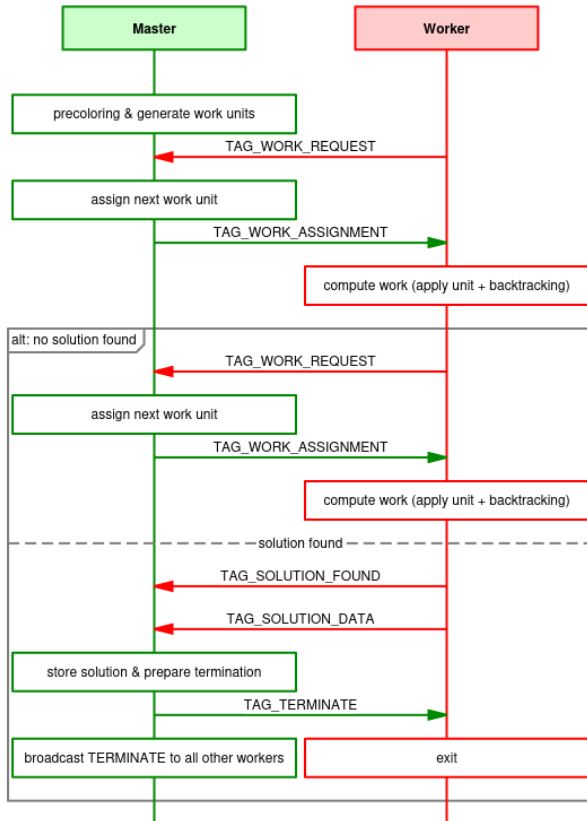 Master
Worker
precoloring & generate work units
TAG_WORK_REQUEST
assign next work unit
TAG_WORK_ASSIGNMENT
compute work (apply unit + backtracking)
alt: no solution found
TAG_WORK_REQUEST
assign next work unit
TAG_WORK_ASSIGNMENT
compute work (apply unit + backtracking)
solution found
TAG_SOLUTION_FOUND
TAG_SOLUTION_DATA
store solution & prepare termination
TAG_TERMINATE
broadcast TERMINATE to all other workers
exit